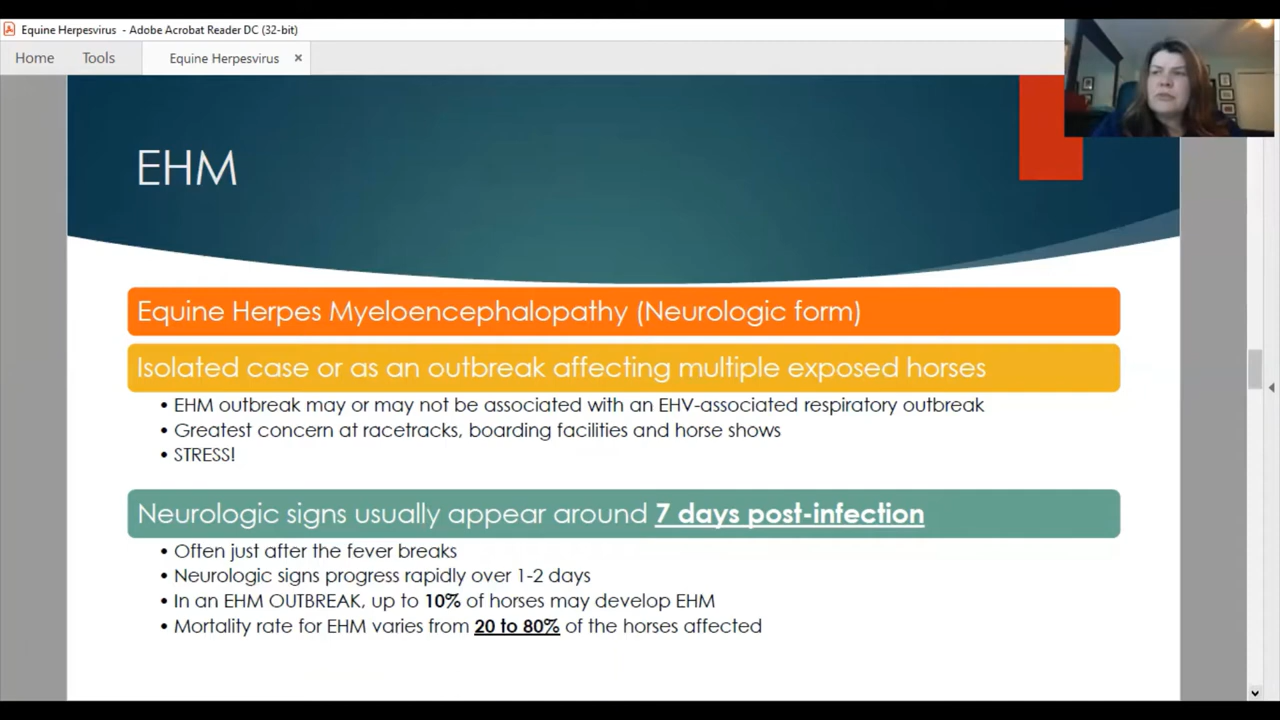 Equine Herpesvirus - Adobe Acrobat Reader DC (32-bit)
Home Tools Equine Herpesvirus ×
EHM
Equine Herpes Myeloencephalopathy (Neurologic form)
Isolated case or as an outbreak affecting multiple exposed horses
• EHM outbreak may or may not be associated with an EHV-associated respiratory outbreak
• Greatest concern at racetracks, boarding facilities and horse shows
• STRESS!
Neurologic signs usually appear around 7 days post-infection
• Often just after the fever breaks
• Neurologic signs progress rapidly over 1-2 days
• In an EHM OUTBREAK, up to 10% of horses may develop EHM
• Mortality rate for EHM varies from 20 to 80% of the horses affected